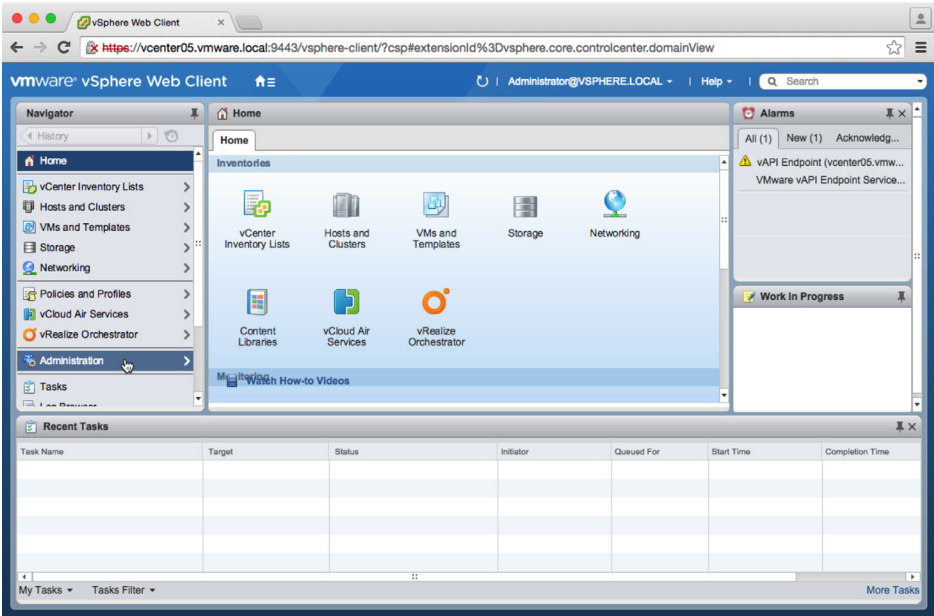 vSphere Web Client
https://vcenter05.vmware.local:9443/vsphere-client/?csp#extensionId%3Dvsphere.core.controlcenter.domainView
vmware® vSphere Web Client
Administrator@VSPHERE.LOCAL
Help
Search
Navigator
History
Home
vCenter Inventory Lists
Hosts and Clusters
VMs and Templates
Storage
Networking
Policies and Profiles
vCloud Air Services
vRealize Orchestrator
Administration
Tasks
Log Browser
Home
Home
Inventories
vCenter
Inventory Lists
Hosts and
Clusters
VMs and
Templates
Storage
Networking
Content
Libraries
vCloud Air
Services
vRealize
Orchestrator
Monitoring
Watch How-to Videos
Alarms
All (1)
New (1)
Acknowledg...
vAPI Endpoint (vcenter05.vmw...
VMware vAPI Endpoint Service...
Work In Progress
Recent Tasks
Task Name
Target
Status
Initiator
Queued For
Start Time
Completion Time
My Tasks
Tasks Filter
More Tasks